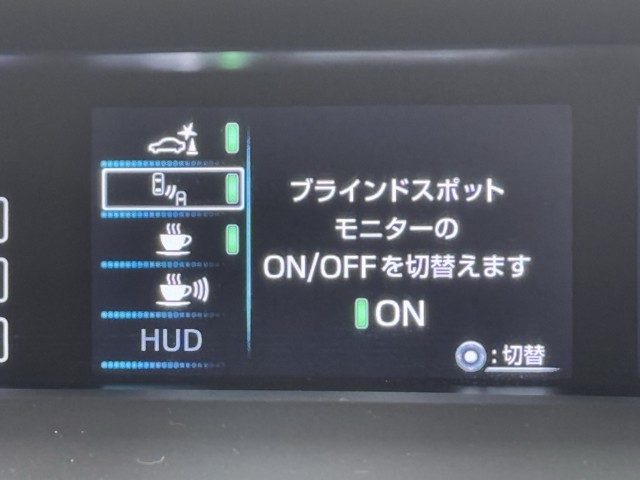 ブラインドスポット
モニターの
ON/OFFを切替えます
ON
HUD
:切替